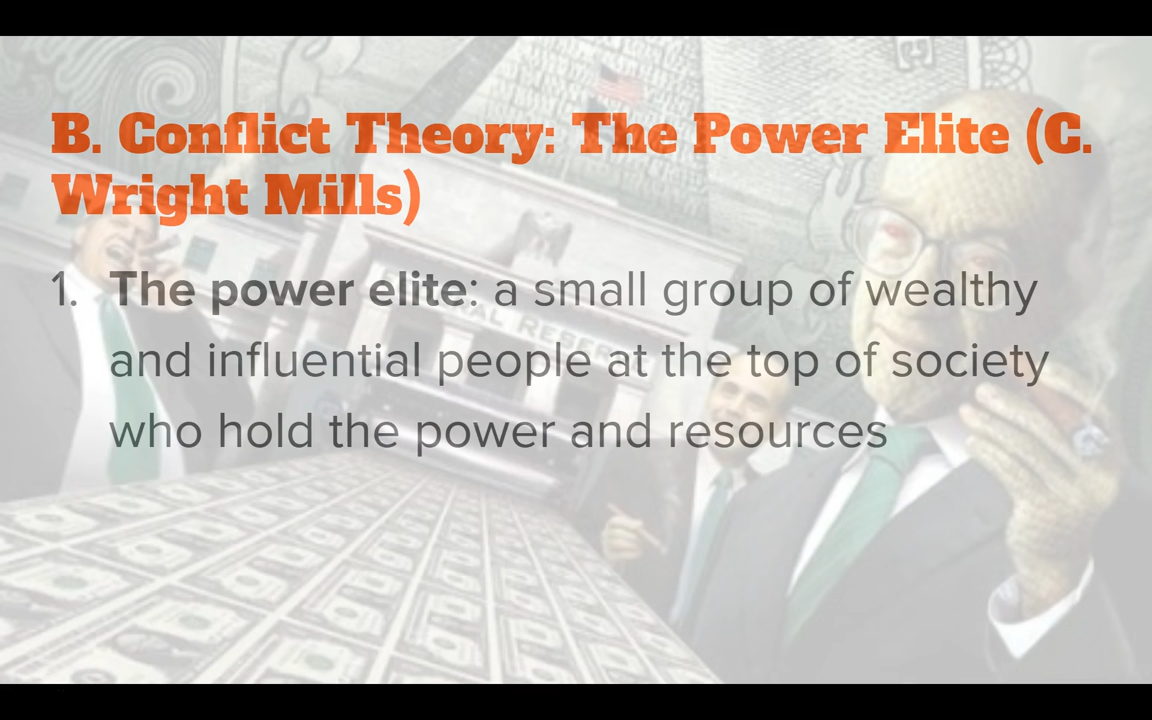 B. Conflict Theory: The Power Elite (C.
Wright Mills)
1. The power elite: a small group of wealthy
and influential people at the top of society
who hold the power and resources